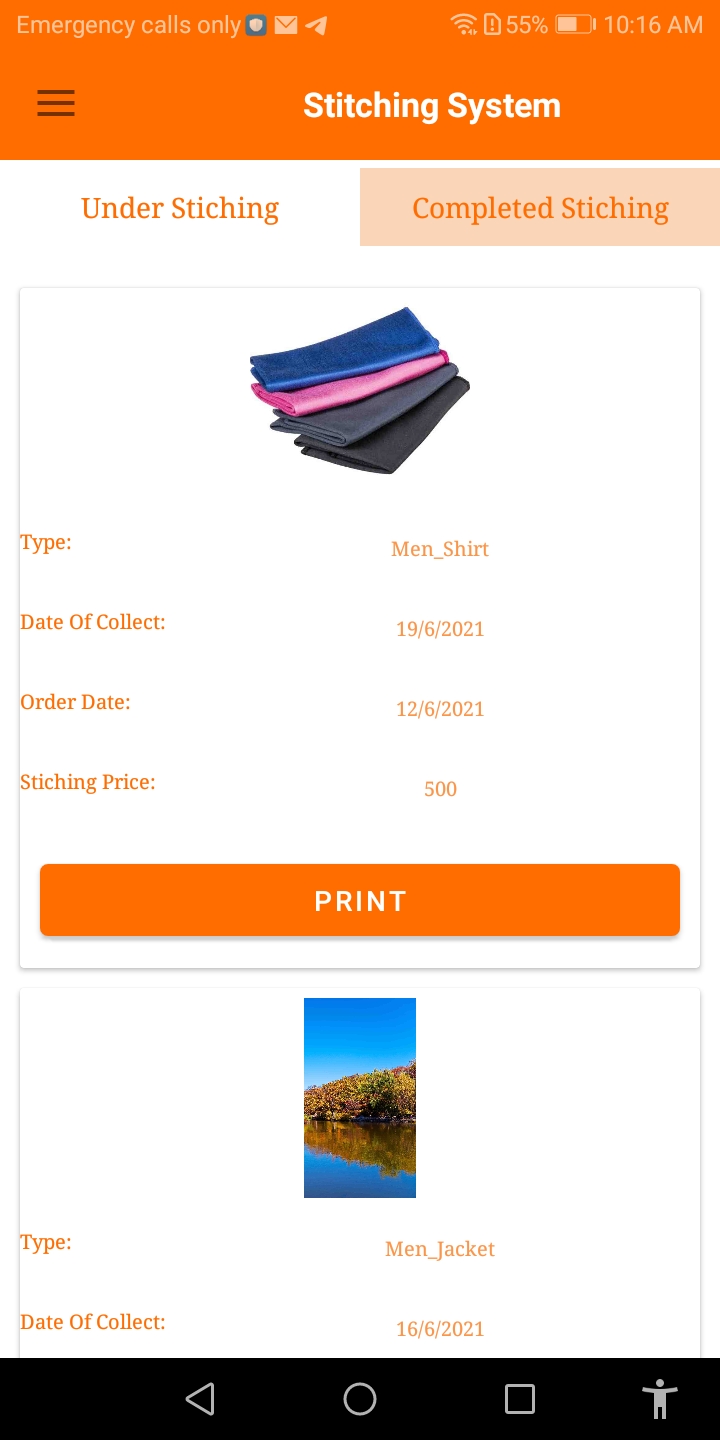 Emergency calls only 55% 10:16 AM
Stitching System
Under Stiching Completed Stiching
Type: Men_Shirt
Date Of Collect: 19/6/2021
Order Date: 12/6/2021
Stiching Price: 500
PRINT
Type: Men_Jacket
Date Of Collect: 16/6/2021